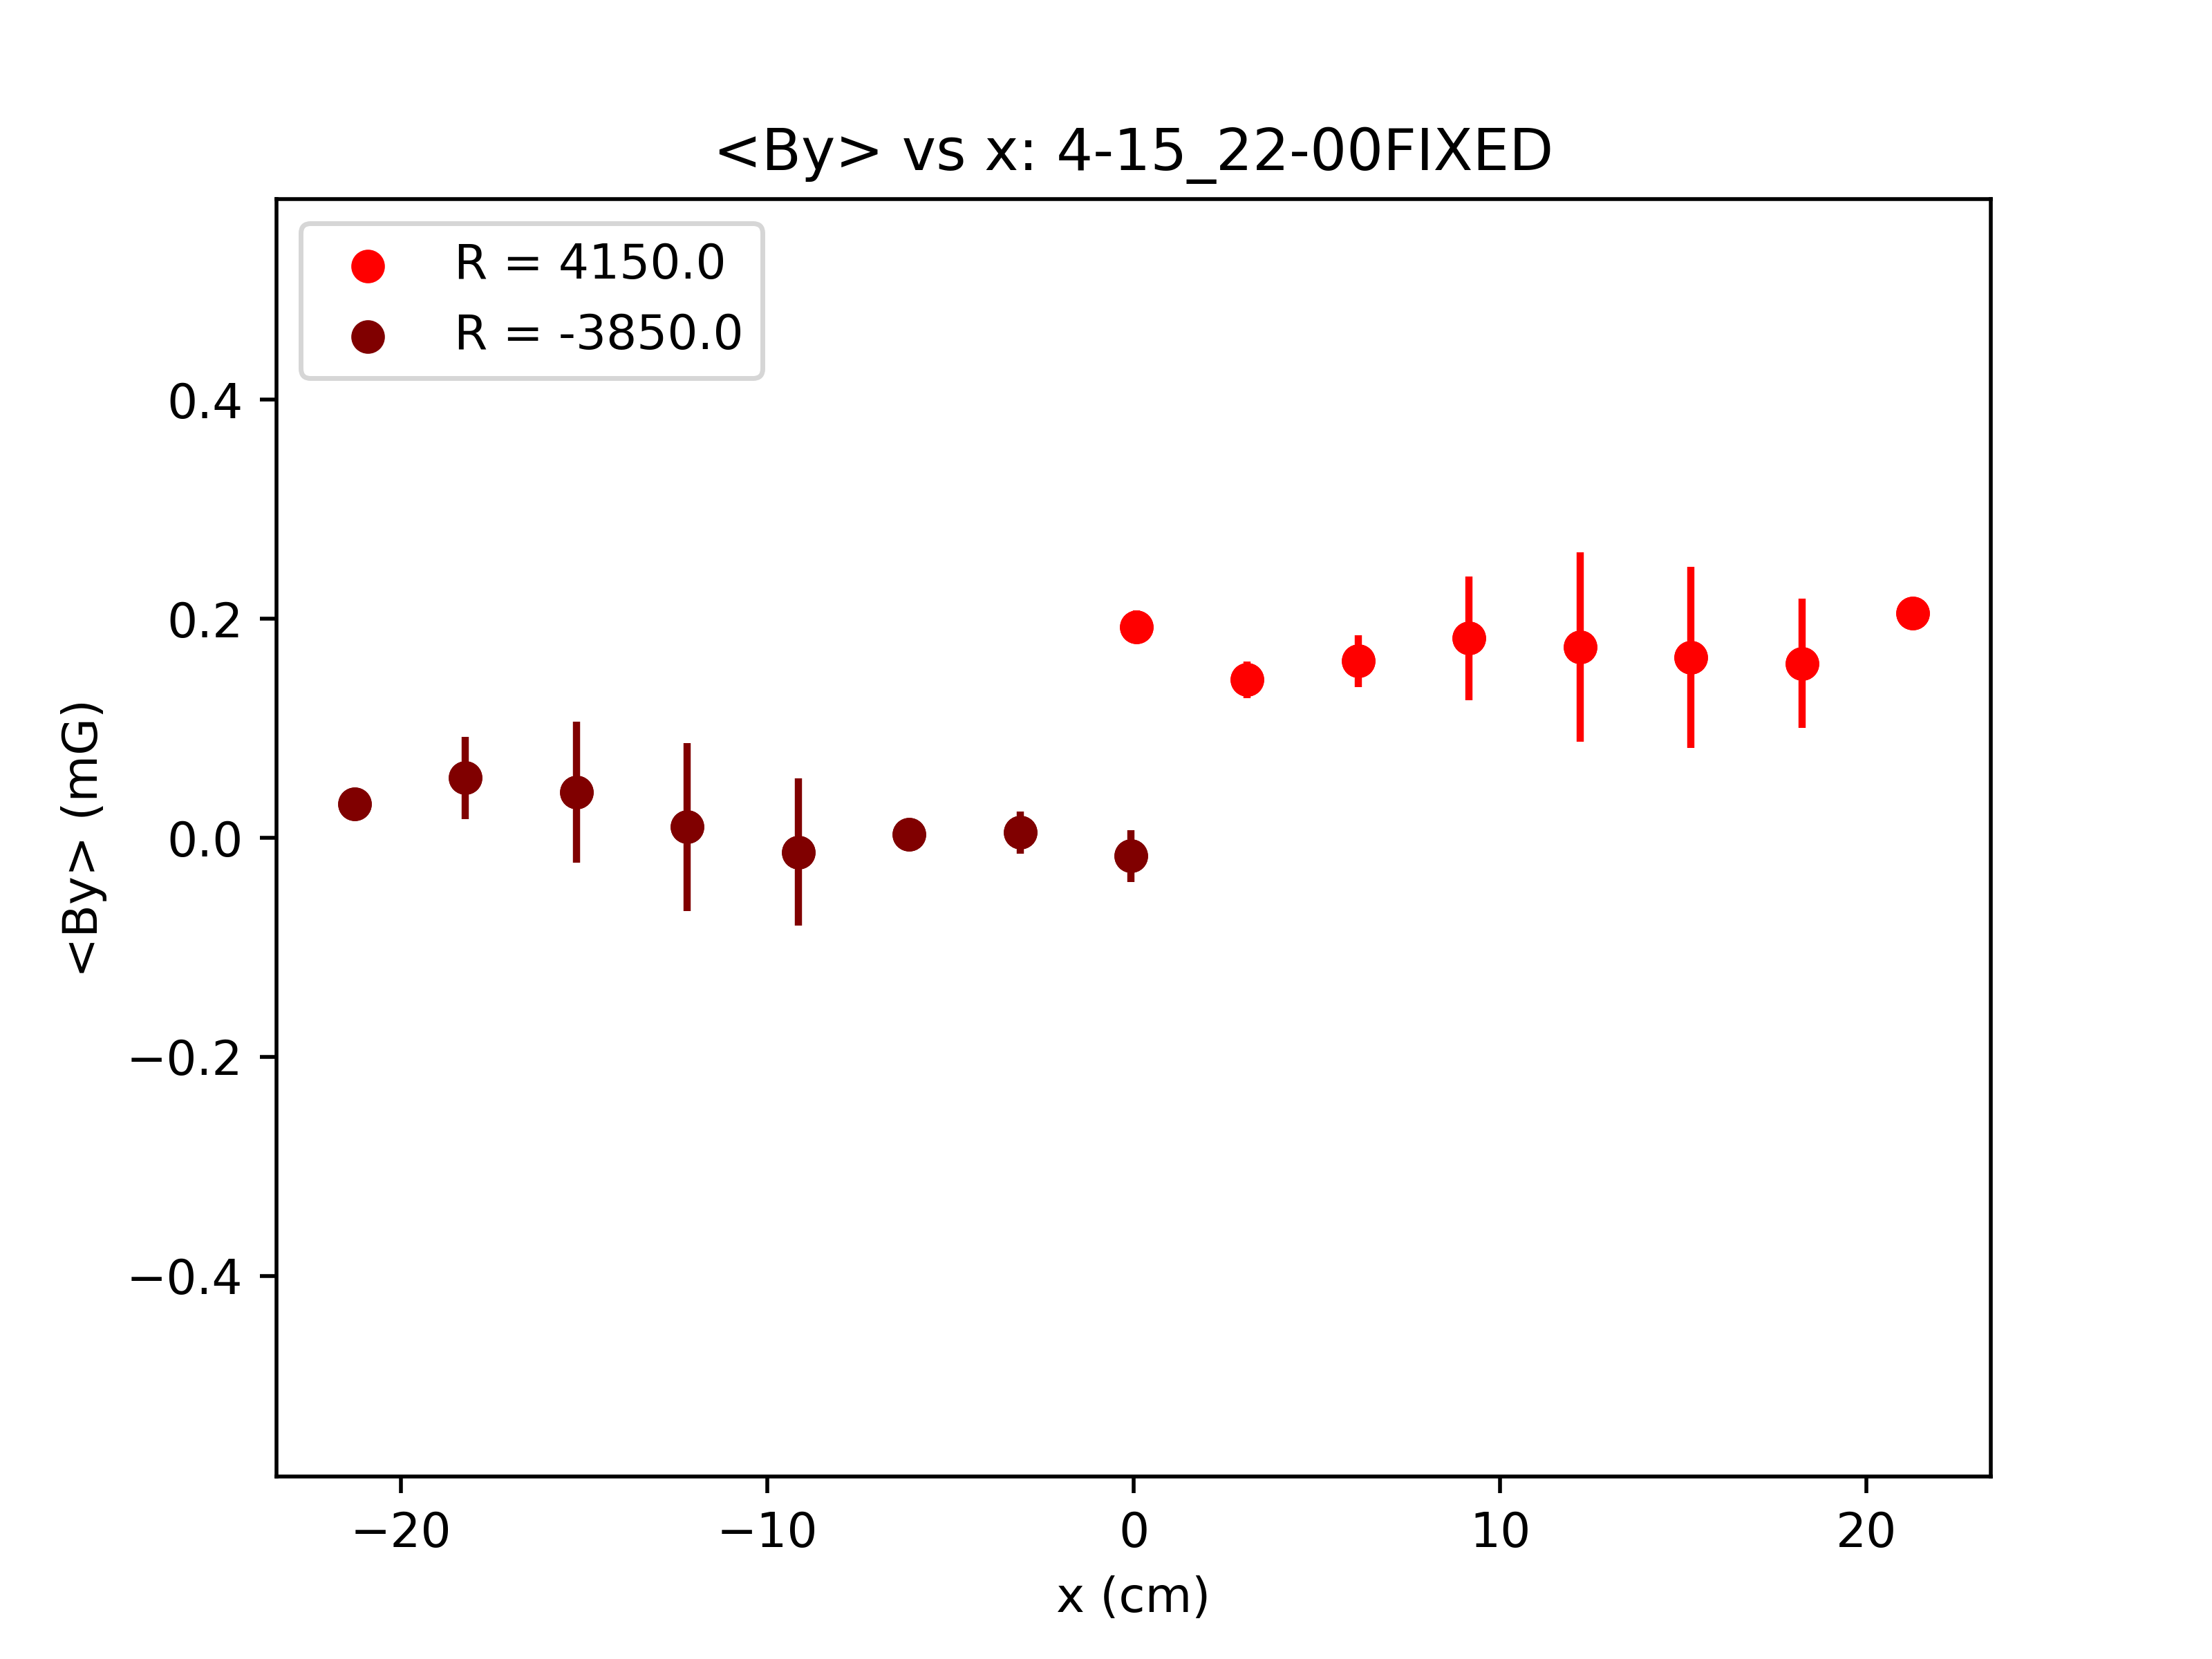 <By> vs x: 4-15_22-00FIXED
R = 4150.0
R = -3850.0
<By> (mG)
0.4
0.2
0.0
−0.2
−0.4
−20
−10
0
10
20
x (cm)